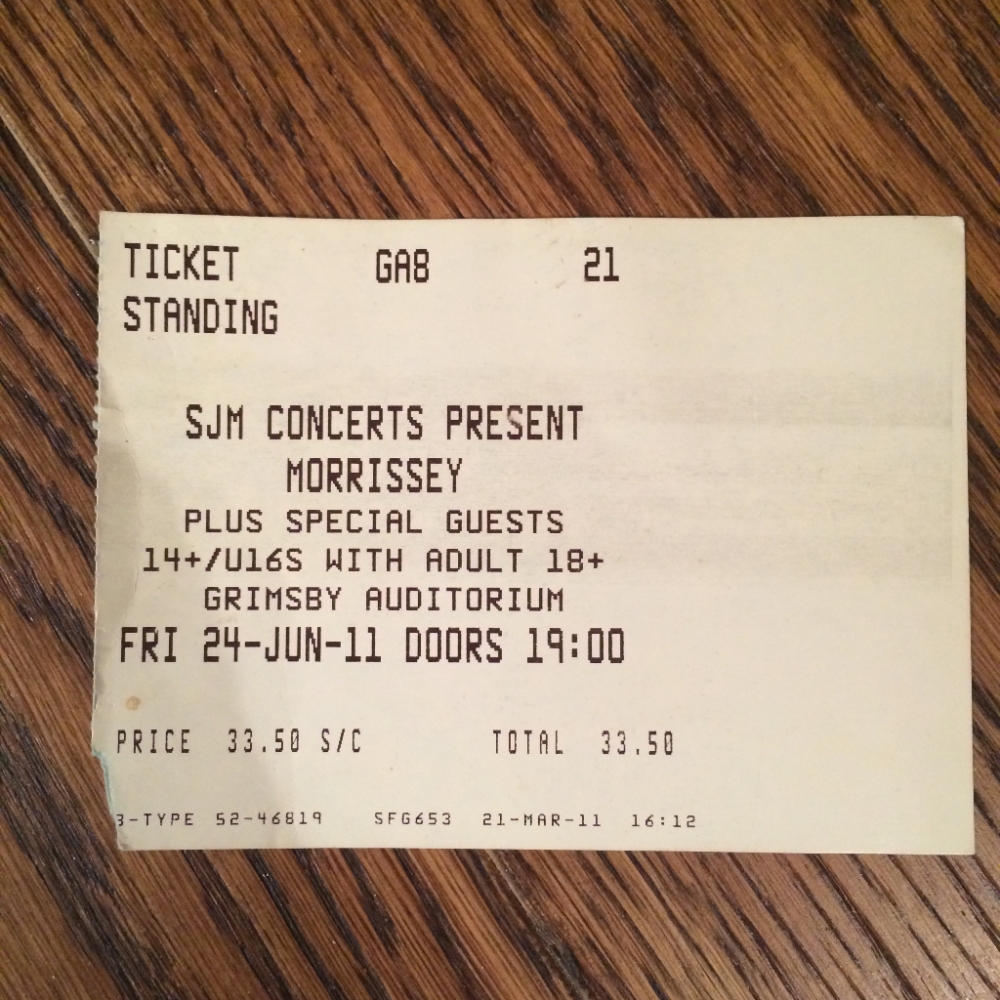 TICKET GA8 21
STANDING
SJM CONCERTS PRESENT
MORRISSEY
PLUS SPECIAL GUESTS
14+/U16S WITH ADULT 18+
GRIMSBY AUDITORIUM
FRI 24-JUN-11 DOORS 19:00
PRICE 33.50 S/C TOTAL 33.50
-TYPE 52-46819 SFG653 21-MAR-11 16:12